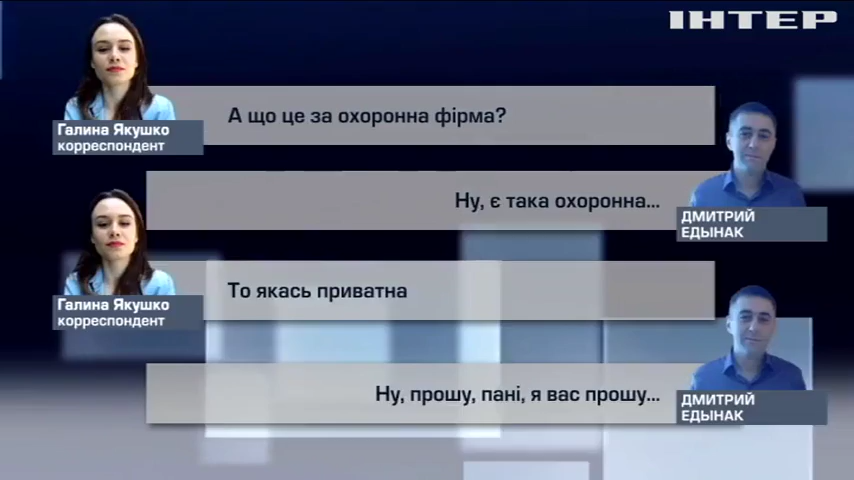 ІНТЕР
А що це за охоронна фірма?
Галина Якушко
корреспондент
Ну, є така охоронна...
ДМИТРИЙ
ЕДЫНАК
То якась приватна
Галина Якушко
корреспондент
Ну, прошу, пані, я вас прошу...
ДМИТРИЙ
ЕДЫНАК